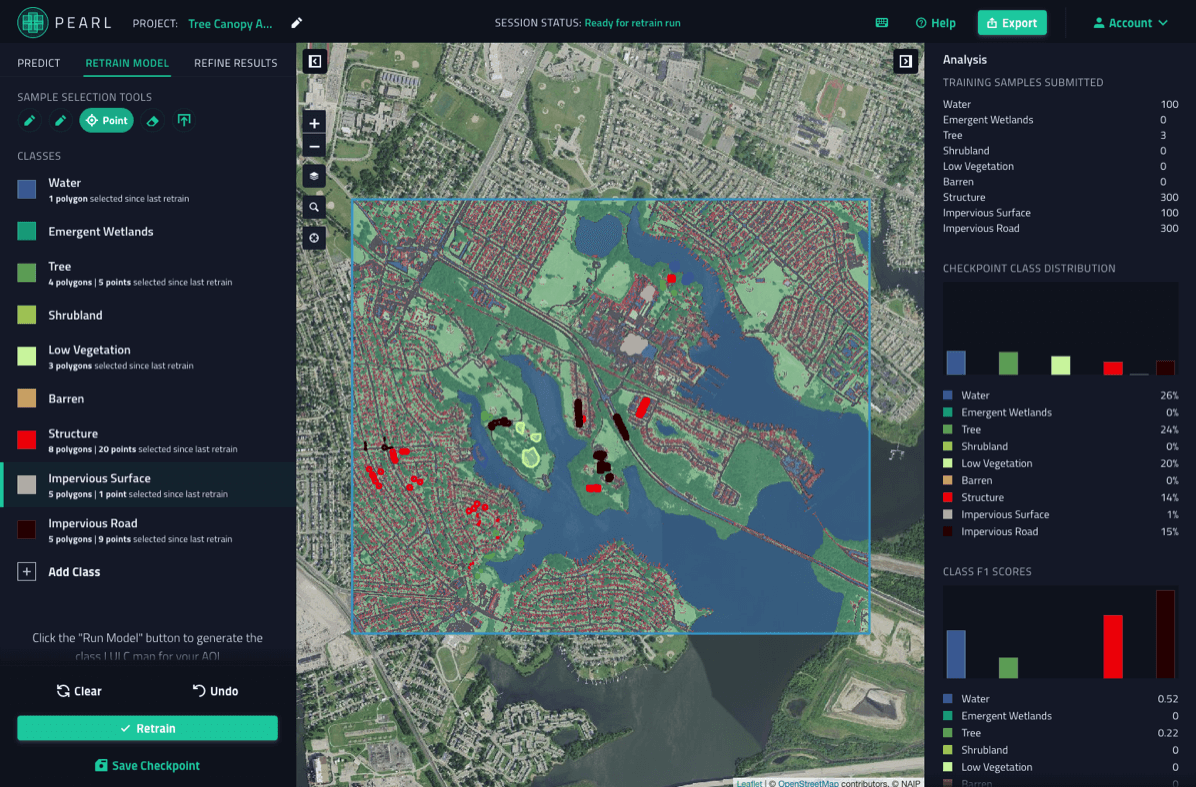 PEARL
PROJECT: Tree Canopy A...
SESSION STATUS: Ready for retrain run
Help
Export
Account
PREDICT
RETRAIN MODEL
REFINE RESULTS
SAMPLE SELECTION TOOLS
Point
CLASSES
Water
1 polygon selected since last retrain
Emergent Wetlands
Tree
4 polygons | 5 points selected since last retrain
Shrubland
Low Vegetation
3 polygons selected since last retrain
Barren
Structure
8 polygons | 20 points selected since last retrain
Impervious Surface
5 polygons | 1 point selected since last retrain
Impervious Road
5 polygons | 9 points selected since last retrain
+ Add Class
Click the "Run Model" button to generate the
class LULC map for your AOI
Clear
Undo
Retrain
Save Checkpoint
+
−
Leaflet | © OpenStreetMap contributors, © NAIP
Analysis
TRAINING SAMPLES SUBMITTED
Water 100
Emergent Wetlands 0
Tree 3
Shrubland 0
Low Vegetation 0
Barren 0
Structure 300
Impervious Surface 100
Impervious Road 300
CHECKPOINT CLASS DISTRIBUTION
Water 26%
Emergent Wetlands 0%
Tree 24%
Shrubland 0%
Low Vegetation 20%
Barren 0%
Structure 14%
Impervious Surface 1%
Impervious Road 15%
CLASS F1 SCORES
Water 0.52
Emergent Wetlands 0
Tree 0.22
Shrubland 0
Low Vegetation 0
Barren 0